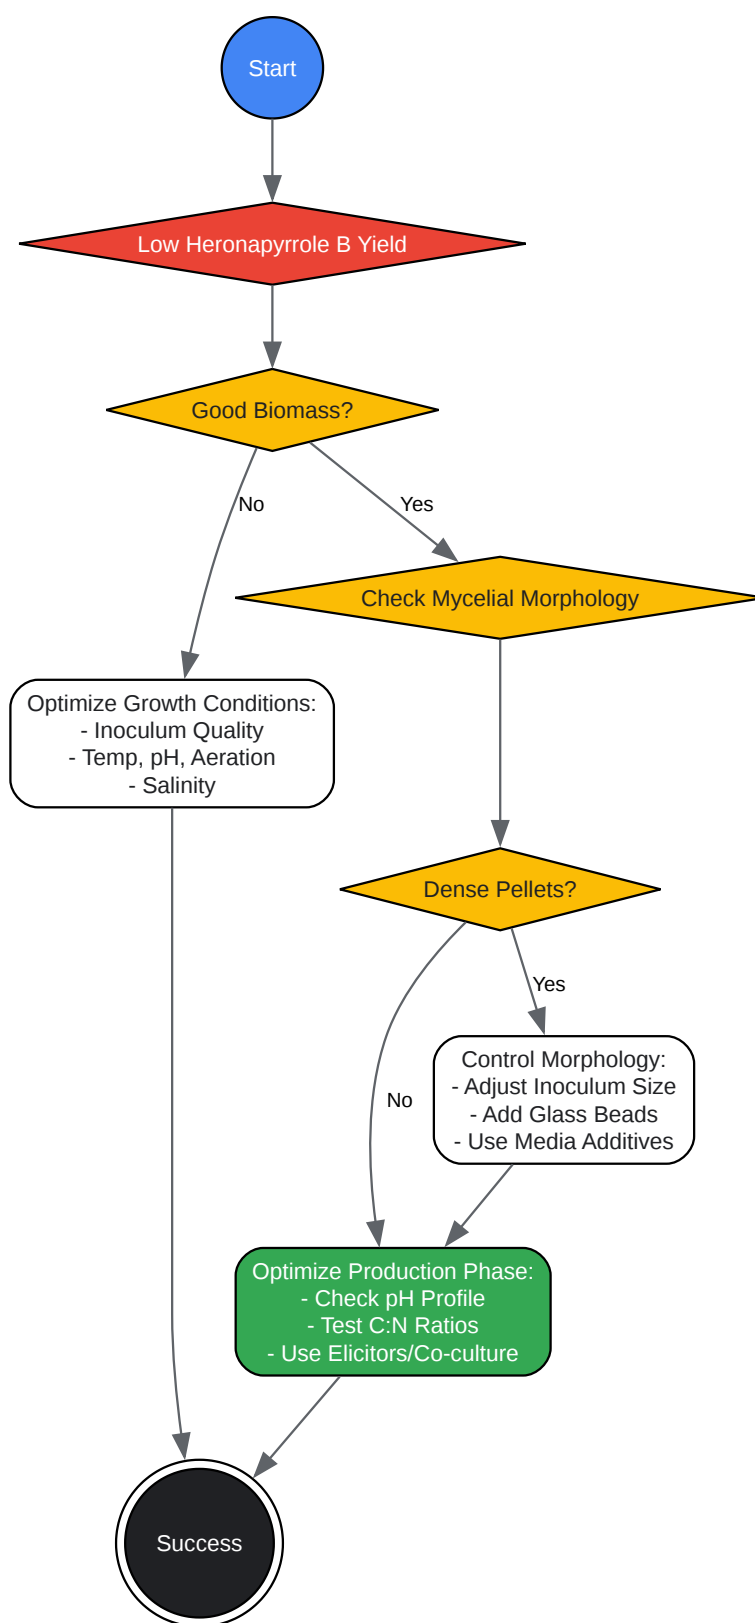 Start
Low Heronapyrrole B Yield
Good Biomass?
No
Yes
Check Mycelial Morphology
Optimize Growth Conditions:
- Inoculum Quality
- Temp, pH, Aeration
- Salinity
Dense Pellets?
Yes
Control Morphology:
- Adjust Inoculum Size
- Add Glass Beads
- Use Media Additives
No
Optimize Production Phase:
- Check pH Profile
- Test C:N Ratios
- Use Elicitors/Co-culture
Success